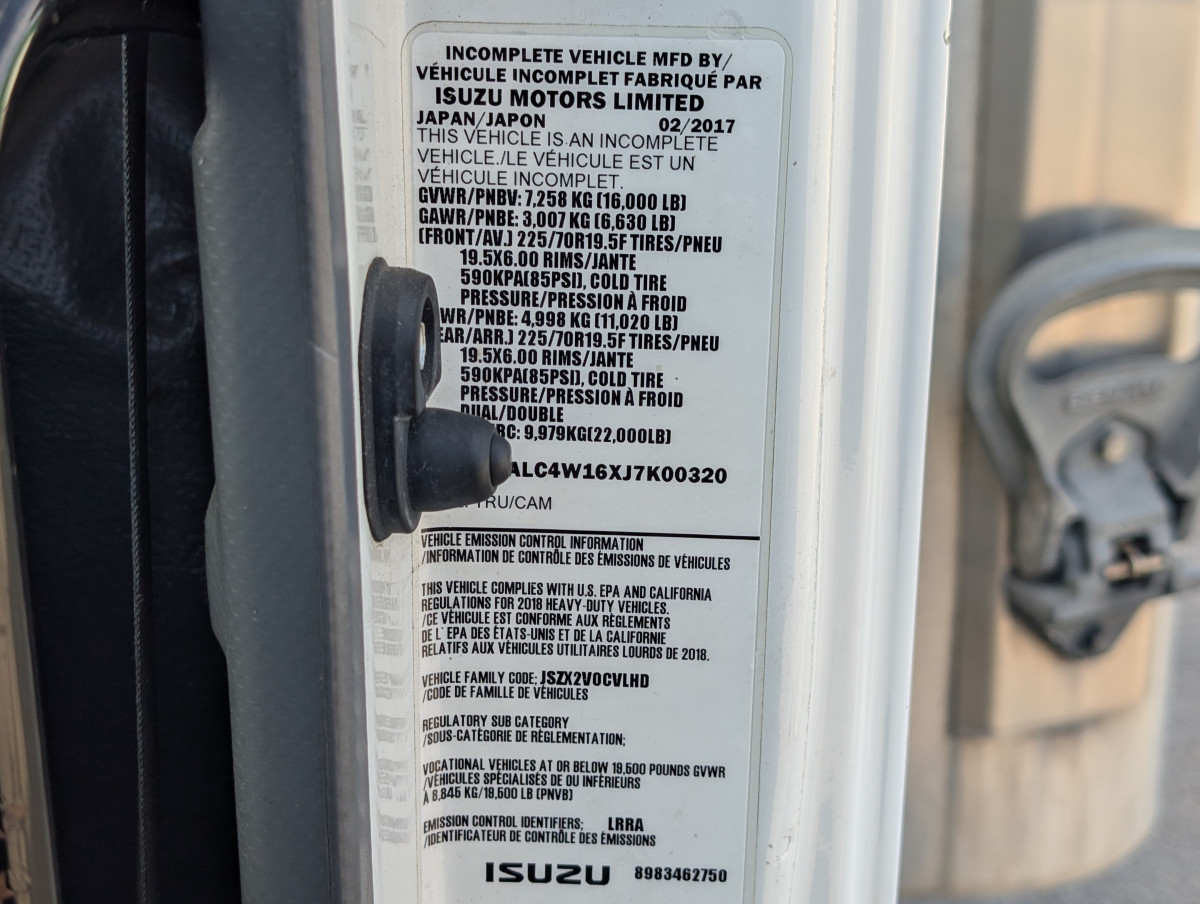 INCOMPLETE VEHICLE MFD BY/
VÉHICULE INCOMPLET FABRIQUÉ PAR
ISUZU MOTORS LIMITED
JAPAN/JAPON 02/2017
THIS VEHICLE IS AN INCOMPLETE
VEHICLE./LE VÉHICULE EST UN
VÉHICULE INCOMPLET.
GVWR/PNBV: 7,258 KG (16,000 LB)
GAWR/PNBE: 3,007 KG (6,630 LB)
(FRONT/AV.) 225/70R19.5F TIRES/PNEU
19.5X6.00 RIMS/JANTE
590KPA(85PSI), COLD TIRE
PRESSURE/PRESSION À FROID
WR/PNBE: 4,998 KG (11,020 LB)
EAR/ARR.) 225/70R19.5F TIRES/PNEU
19.5X6.00 RIMS/JANTE
590KPA(85PSI), COLD TIRE
PRESSURE/PRESSION À FROID
DUAL/DOUBLE
BC: 9,979KG(22,000LB)
ALC4W16XJ7K00320
TRU/CAM
VEHICLE EMISSION CONTROL INFORMATION
/INFORMATION DE CONTRÔLE DES ÉMISSIONS DE VÉHICULES
THIS VEHICLE COMPLIES WITH U.S. EPA AND CALIFORNIA
REGULATIONS FOR 2018 HEAVY-DUTY VEHICLES.
/CE VÉHICULE EST CONFORME AUX RÈGLEMENTS
DE L' EPA DES ÉTATS-UNIS ET DE LA CALIFORNIE
RELATIFS AUX VÉHICULES UTILITAIRES LOURDS DE 2018.
VEHICLE FAMILY CODE: JSZX2VOCVLHD
/CODE DE FAMILLE DE VÉHICULES
REGULATORY SUB CATEGORY
/SOUS-CATÉGORIE DE RÉGLEMENTATION;
VOCATIONAL VEHICLES AT OR BELOW 19,500 POUNDS GVWR
/VÉHICULES SPÉCIALISÉS DE OU INFÉRIEURS
À 8,845 KG/19,500 LB (PNVB)
EMISSION CONTROL IDENTIFIERS; LRRA
/IDENTIFICATEUR DE CONTRÔLE DES ÉMISSIONS
ISUZU 8983462750